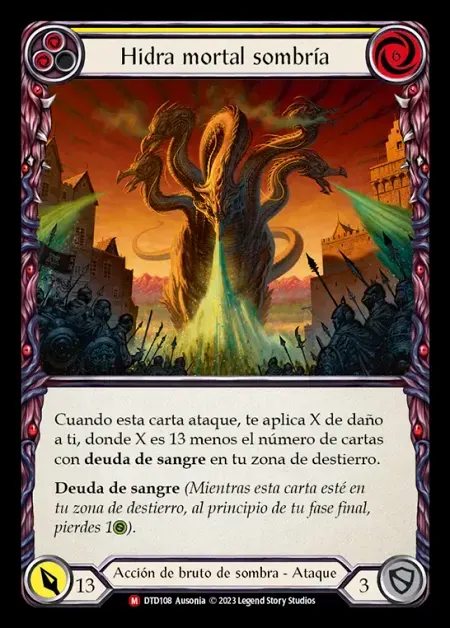 Hidra mortal sombría
6
Cuando esta carta ataque, te aplica X de daño
a ti, donde X es 13 menos el número de cartas
con deuda de sangre en tu zona de destierro.
Deuda de sangre (Mientras esta carta esté en
tu zona de destierro, al principio de tu fase final,
pierdes 1).
13
Acción de bruto de sombra - Ataque
3
M DTD108 Ausonia © 2023 Legend Story Studios